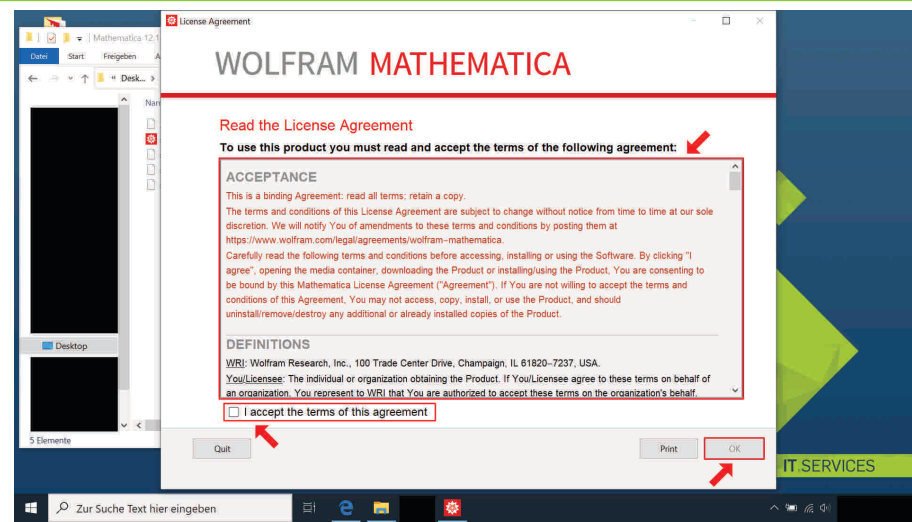 License Agreement
Mathematica 12.1
Datei Start Freigeben A
Desk...
WOLFRAM MATHEMATICA
Nam
Read the License Agreement
To use this product you must read and accept the terms of the following agreement:
ACCEPTANCE
This is a binding Agreement: read all terms; retain a copy.
The terms and conditions of this License Agreement are subject to change without notice from time to time at our sole
discretion. We will notify You of amendments to these terms and conditions by posting them at
https://www.wolfram.com/legal/agreements/wolfram-mathematica.
Carefully read the following terms and conditions before accessing, installing or using the Software. By clicking "I
agree", opening the media container, downloading the Product or installing/using the Product, You are consenting to
be bound by this Mathematica License Agreement ("Agreement"). If You are not willing to accept the terms and
conditions of this Agreement, You may not access, copy, install, or use the Product, and should
uninstall/remove/destroy any additional or already installed copies of the Product.
DEFINITIONS
WRI: Wolfram Research, Inc., 100 Trade Center Drive, Champaign, IL 61820-7237, USA.
You/Licensee: The individual or organization obtaining the Product. If You/Licensee agree to these terms on behalf of
an organization. You represent to WRI that You are authorized to accept these terms on the organization's behalf.
Desktop
I accept the terms of this agreement
5 Elemente
Quit Print OK
IT.SERVICES
Zur Suche Text hier eingeben